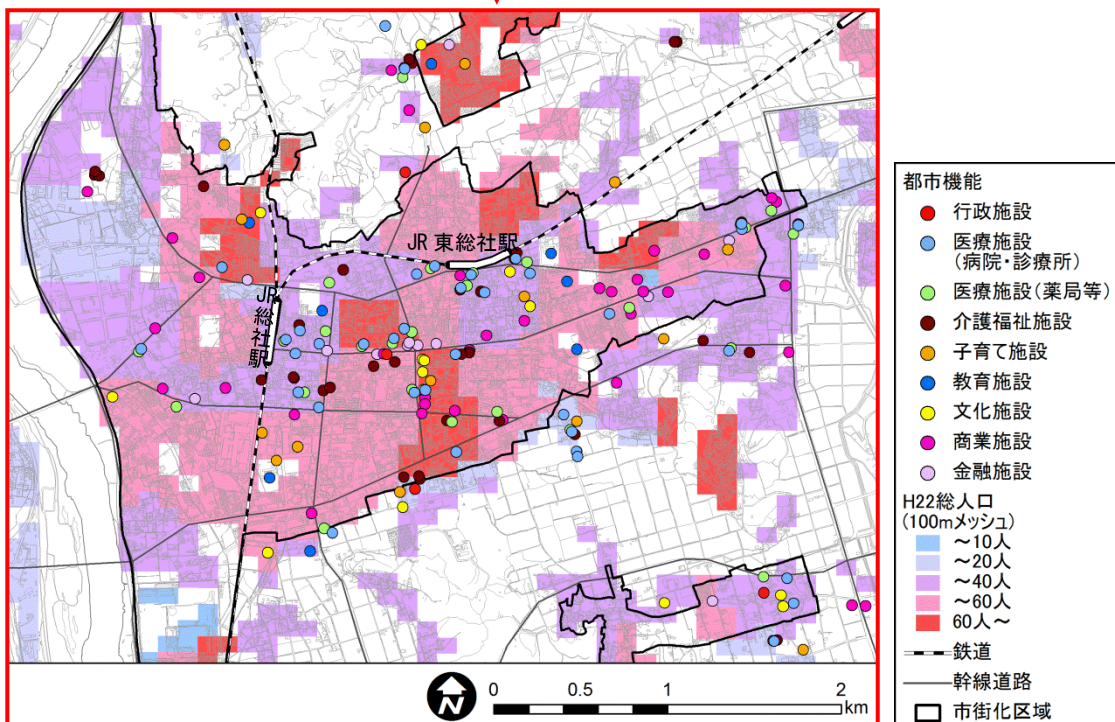 JR 東総社駅
JR 総社駅
N
0 0.5 1 2
km
都市機能
行政施設
医療施設
(病院・診療所)
医療施設(薬局等)
介護福祉施設
子育て施設
教育施設
文化施設
商業施設
金融施設
H22総人口
(100mメッシュ)
～10人
～20人
～40人
～60人
60人～
鉄道
幹線道路
市街化区域